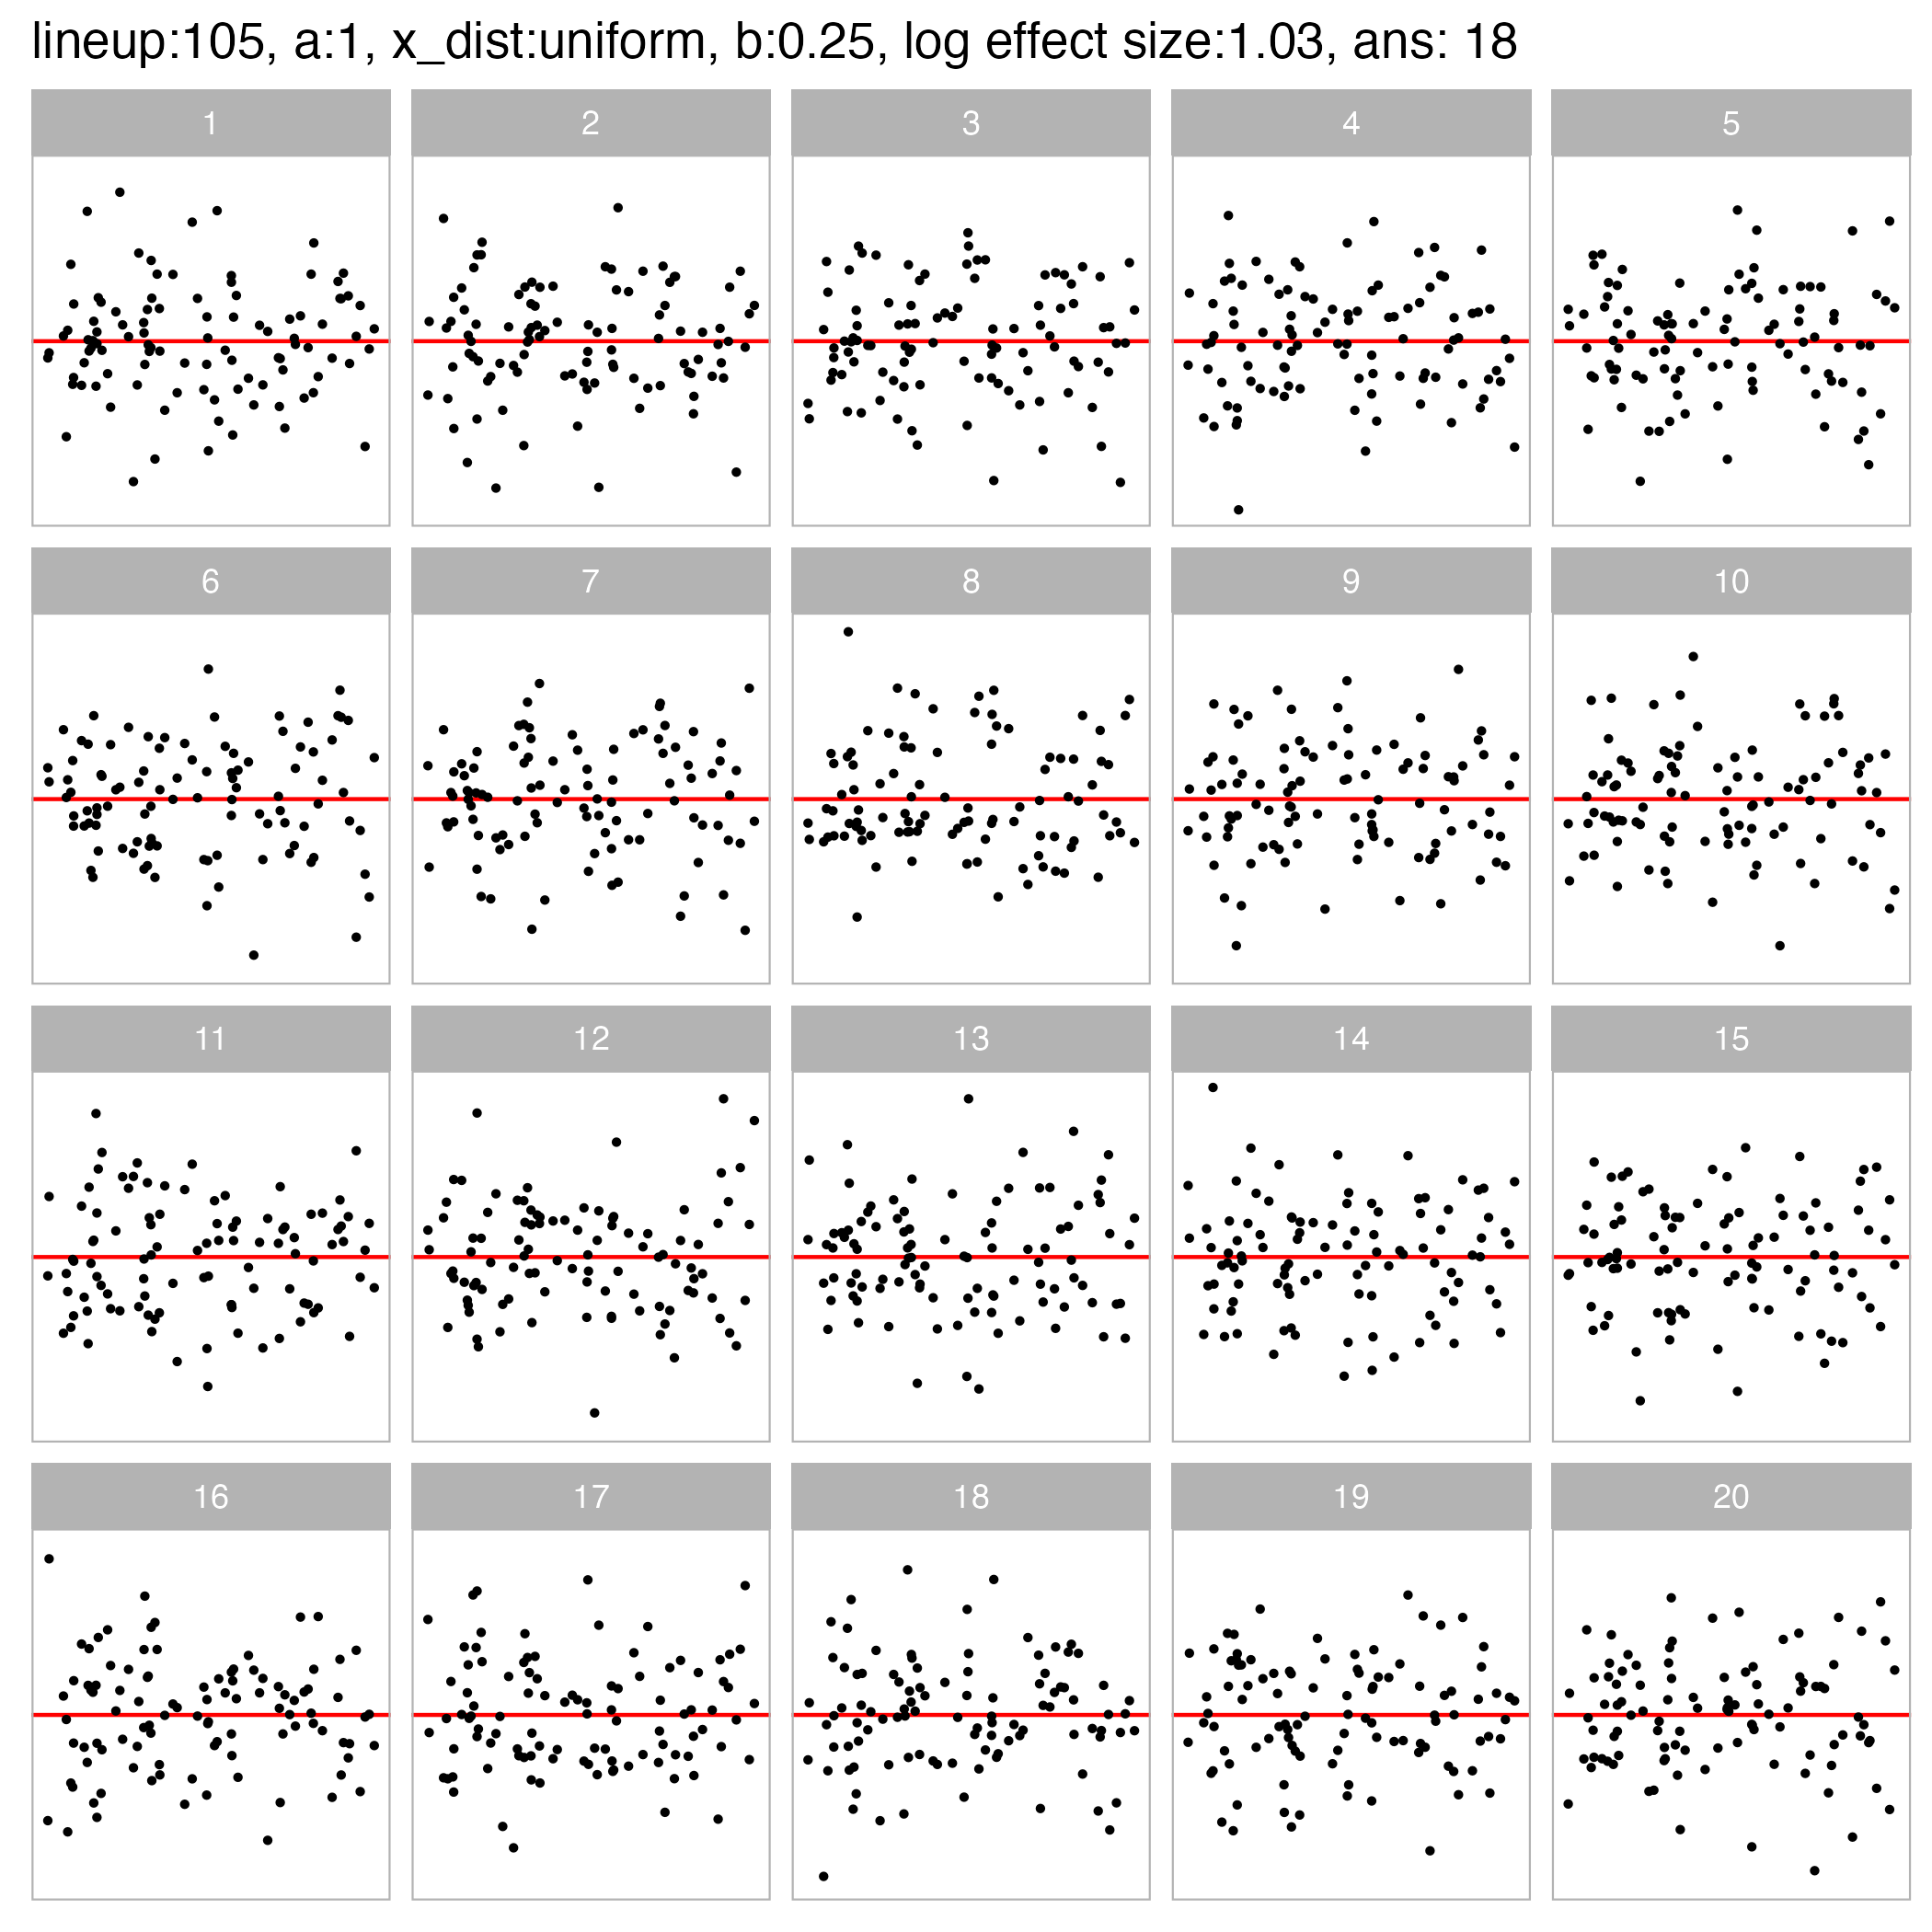 lineup:105, a:1, x_dist:uniform, b:0.25, log effect size:1.03, ans: 18
1 2 3 4 5
6 7 8 9 10
11 12 13 14 15
16 17 18 19 20